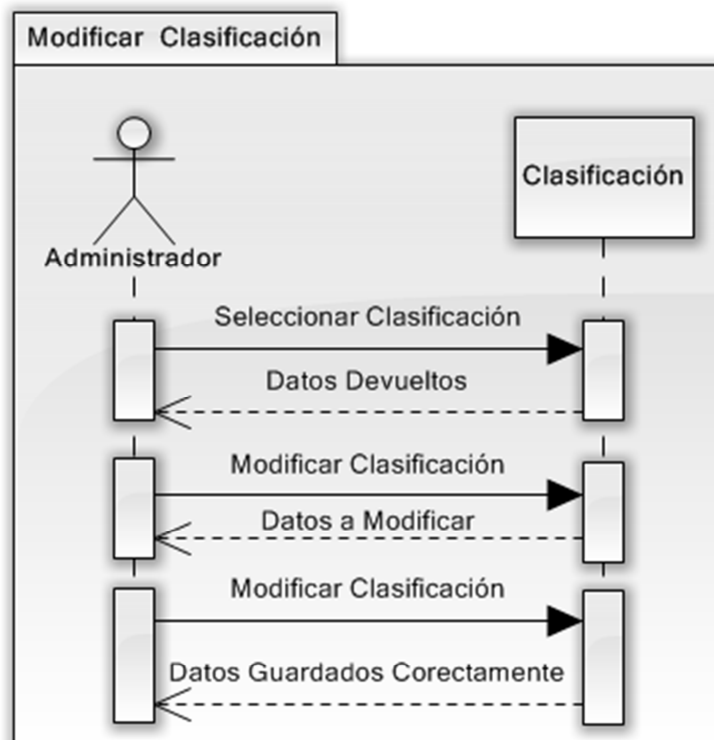 Modificar Clasificación
Administrador
Clasificación
Seleccionar Clasificación
Datos Devueltos
Modificar Clasificación
Datos a Modificar
Modificar Clasificación
Datos Guardados Corectamente